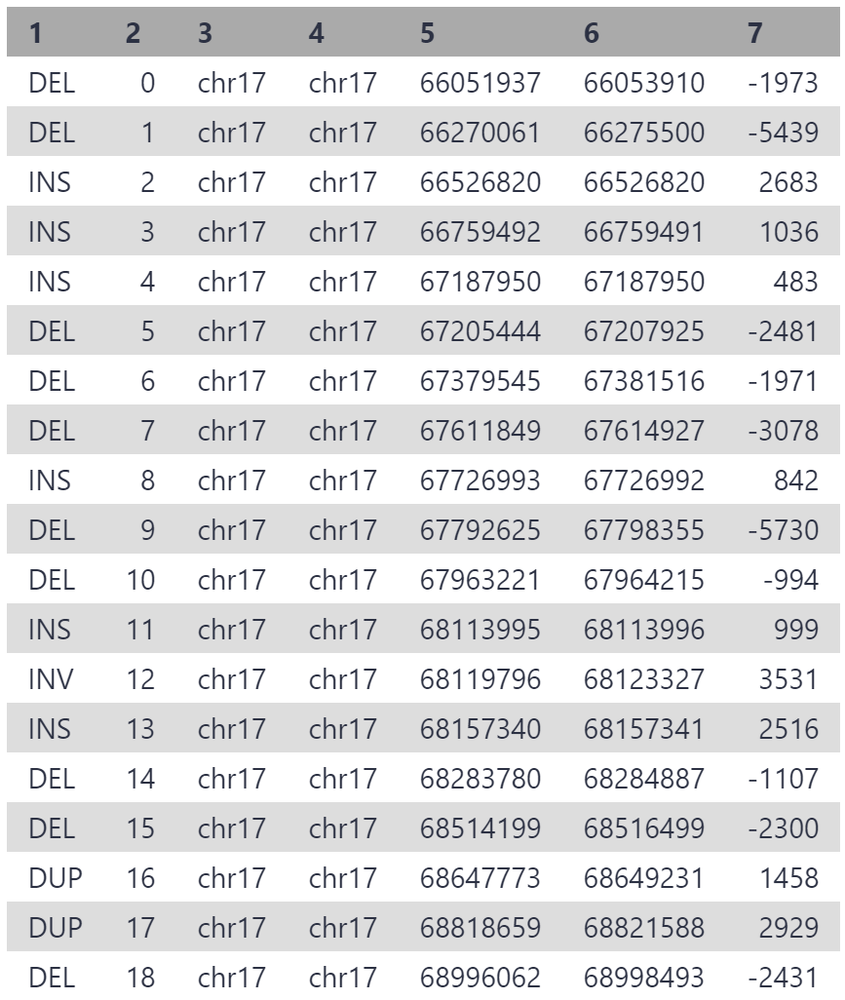 1 2 3 4 5 6 7
DEL 0 chr17 chr17 66051937 66053910 -1973
DEL 1 chr17 chr17 66270061 66275500 -5439
INS 2 chr17 chr17 66526820 66526820 2683
INS 3 chr17 chr17 66759492 66759491 1036
INS 4 chr17 chr17 67187950 67187950 483
DEL 5 chr17 chr17 67205444 67207925 -2481
DEL 6 chr17 chr17 67379545 67381516 -1971
DEL 7 chr17 chr17 67611849 67614927 -3078
INS 8 chr17 chr17 67726993 67726992 842
DEL 9 chr17 chr17 67792625 67798355 -5730
DEL 10 chr17 chr17 67963221 67964215 -994
INS 11 chr17 chr17 68113995 68113996 999
INV 12 chr17 chr17 68119796 68123327 3531
INS 13 chr17 chr17 68157340 68157341 2516
DEL 14 chr17 chr17 68283780 68284887 -1107
DEL 15 chr17 chr17 68514199 68516499 -2300
DUP 16 chr17 chr17 68647773 68649231 1458
DUP 17 chr17 chr17 68818659 68821588 2929
DEL 18 chr17 chr17 68996062 68998493 -2431